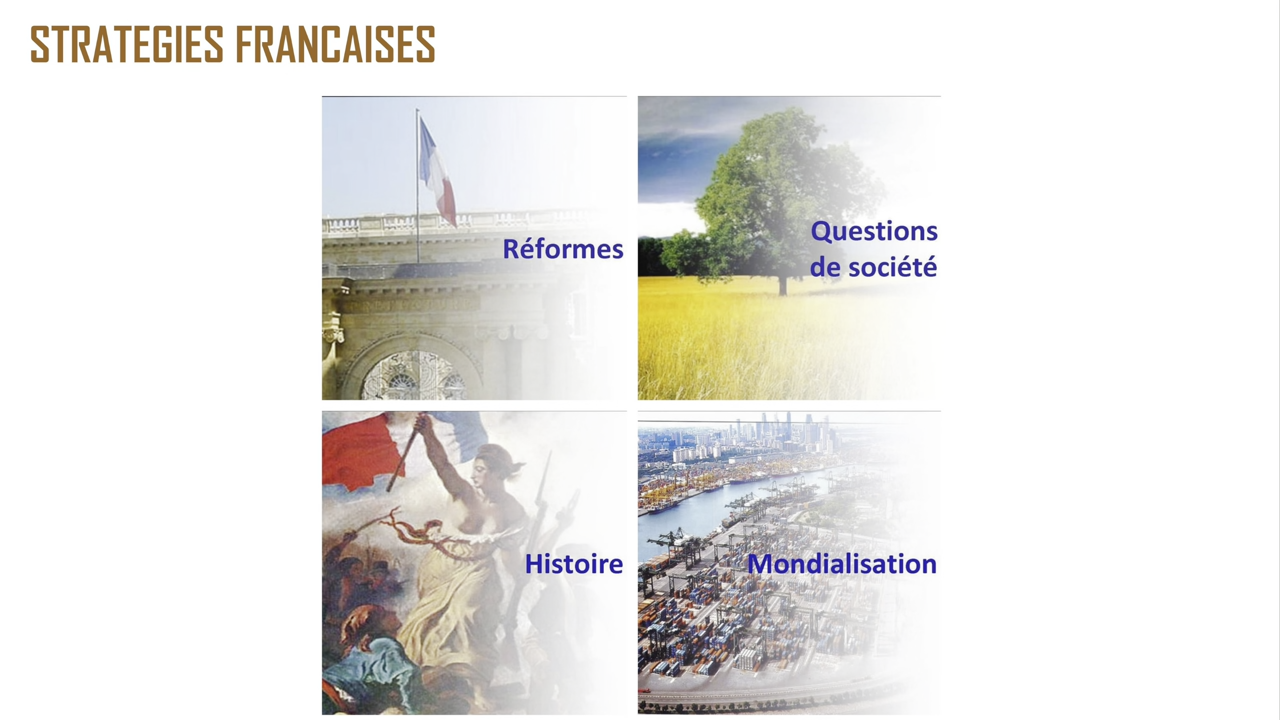 STRATEGIES FRANCAISES
Réformes
Questions
de société
Histoire
Mondialisation